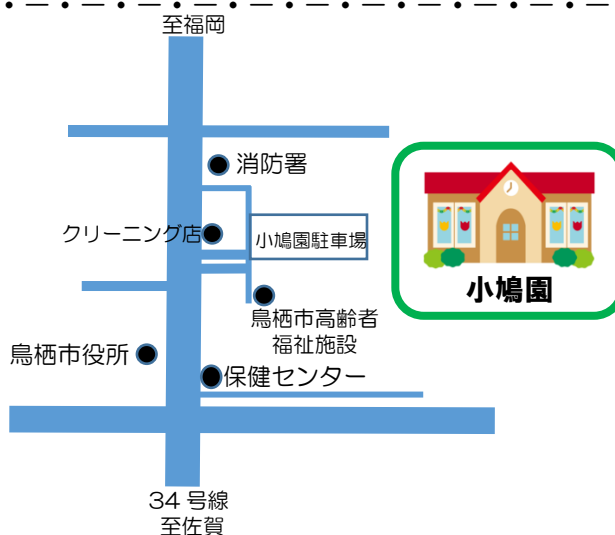 至福岡
消防署
クリーニング店
小鳩園駐車場
小鳩園
鳥栖市高齢者
福祉施設
鳥栖市役所
保健センター
34 号線
至佐賀